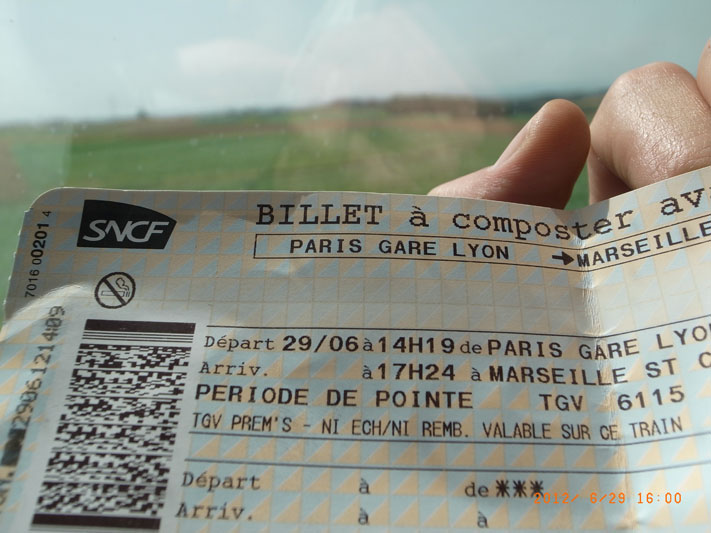 BILLET à composter av
SNCF
PARIS GARE LYON → MARSEILLE
7016 00201 4
Départ 29/06 à 14H19 de PARIS GARE LYO
Arriv. à 17H24 à MARSEILLE ST C
PERIODE DE POINTE TGV 6115
TGV PREM'S - NI ECH/NI REMB. VALABLE SUR CE TRAIN
Départ à de ***
Arriv. à à
2012/ 6/29 16:00